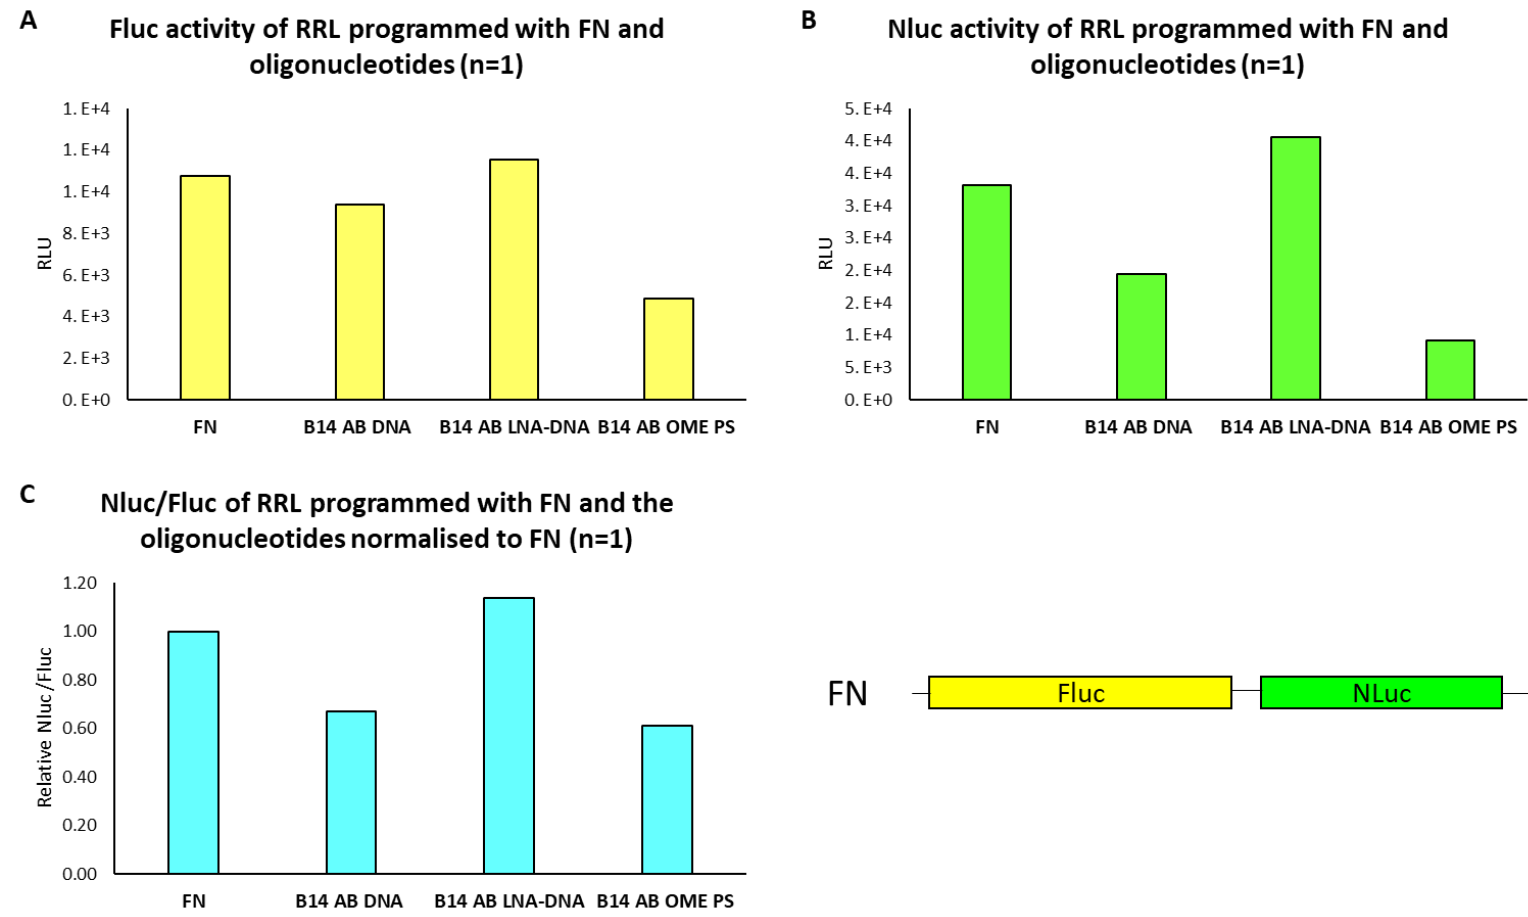 A
Fluc activity of RRL programmed with FN and
oligonucleotides (n=1)
RLU
1. E+4
1. E+4
1. E+4
8. E+3
6. E+3
4. E+3
2. E+3
0. E+0
FN B14 AB DNA B14 AB LNA-DNA B14 AB OME PS
B
Nluc activity of RRL programmed with FN and
oligonucleotides (n=1)
RLU
5. E+4
4. E+4
4. E+4
3. E+4
3. E+4
2. E+4
2. E+4
1. E+4
5. E+3
0. E+0
FN B14 AB DNA B14 AB LNA-DNA B14 AB OME PS
C
Nluc/Fluc of RRL programmed with FN and the
oligonucleotides normalised to FN (n=1)
Relative Nluc/Fluc
1.20
1.00
0.80
0.60
0.40
0.20
0.00
FN B14 AB DNA B14 AB LNA-DNA B14 AB OME PS
FN Fluc NLuc